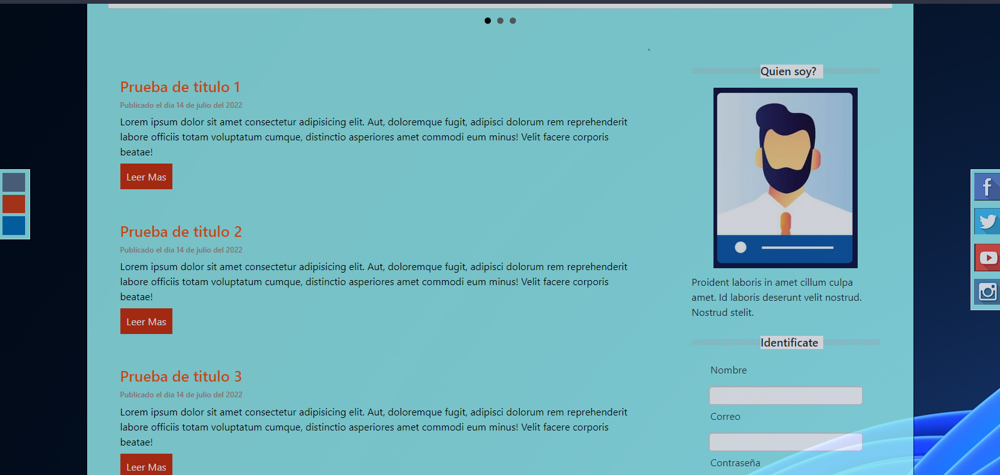 `
Prueba de titulo 1
Publicado el dia 14 de julio del 2022
Lorem ipsum dolor sit amet consectetur adipisicing elit. Aut, doloremque fugit, adipisci dolorum rem reprehenderit
labore officiis totam voluptatum cumque, distinctio asperiores amet commodi eum minus! Velit facere corporis
beatae!
Leer Mas
Prueba de titulo 2
Publicado el dia 14 de julio del 2022
Lorem ipsum dolor sit amet consectetur adipisicing elit. Aut, doloremque fugit, adipisci dolorum rem reprehenderit
labore officiis totam voluptatum cumque, distinctio asperiores amet commodi eum minus! Velit facere corporis
beatae!
Leer Mas
Prueba de titulo 3
Publicado el dia 14 de julio del 2022
Lorem ipsum dolor sit amet consectetur adipisicing elit. Aut, doloremque fugit, adipisci dolorum rem reprehenderit
labore officiis totam voluptatum cumque, distinctio asperiores amet commodi eum minus! Velit facere corporis
beatae!
Leer Mas
Quien soy?
Proident laboris in amet cillum culpa
amet. Id laboris deserunt velit nostrud.
Nostrud stelit.
Identificate
Nombre
Correo
Contraseña
f